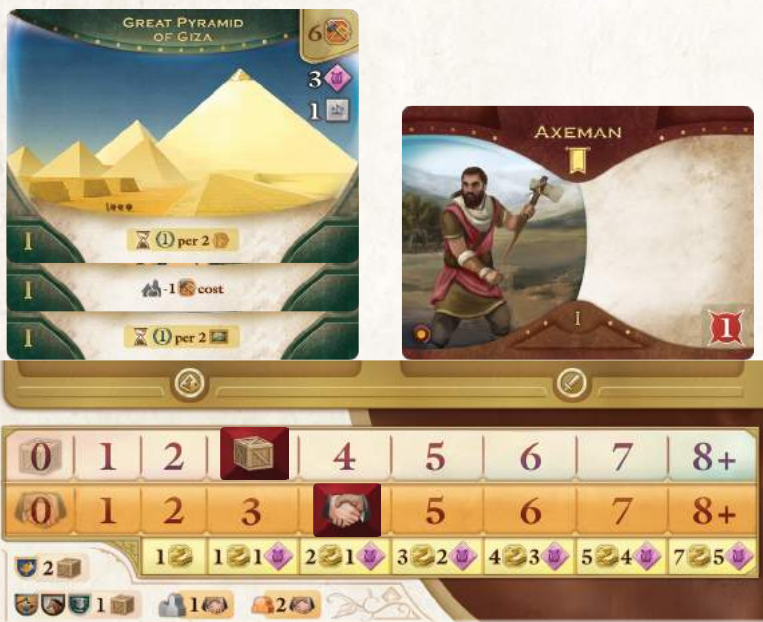 GREAT PYRAMID
OF GIZA
6
3
1
I
1 per 2
I
-1 cost
I
1 per 2
AXEMAN
I
1
0 1 2 4 5 6 7 8+
0 1 2 3 5 6 7 8+
1 1 1 2 1 3 2 4 3 5 4 7 5
2
1 1 2